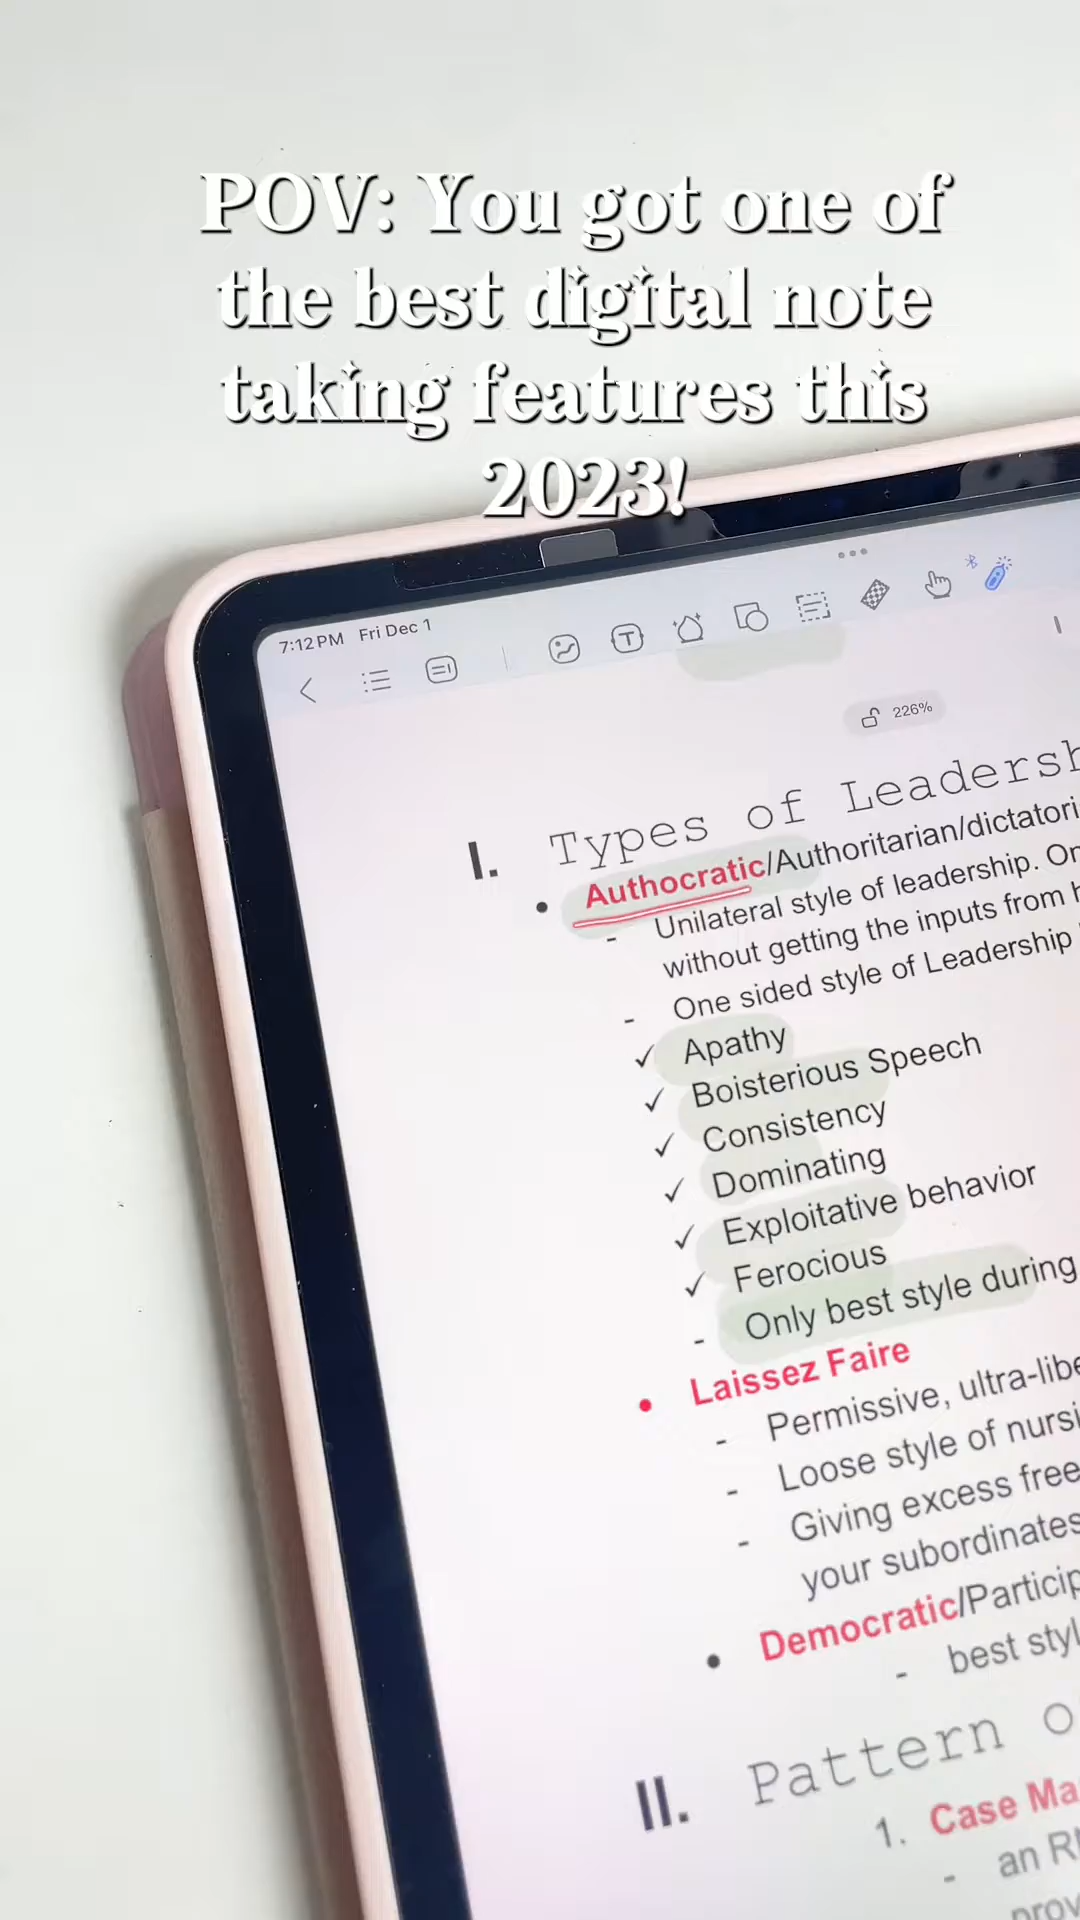 POV: You got one of
the best digital note
taking features this
2023!
7:12 PM Fri Dec 1
226%
I. Types of Leadersh
• Authocratic/Authoritarian/dictatori
- Unilateral style of leadership. On
without getting the inputs from h
- One sided style of Leadership
✓ Apathy
✓ Boisterious Speech
✓ Consistency
✓ Dominating
✓ Exploitative behavior
✓ Ferocious
- Only best style during
• Laissez Faire
- Permissive, ultra-libe
- Loose style of nursi
- Giving excess free
your subordinates
• Democratic/Particip
- best styl
II. Pattern o
1. Case Ma
- an RN
prov